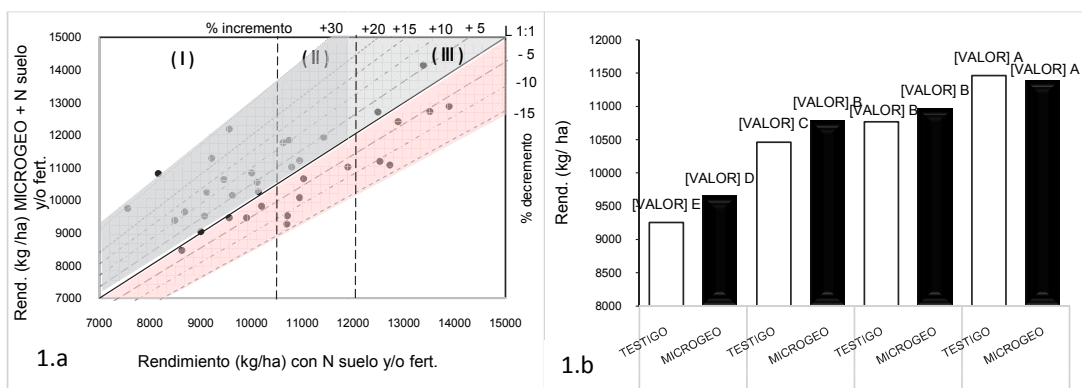 % incremento
+30
+20
+15
+10
+ 5
L 1:1
15000
14000
13000
12000
11000
10000
9000
8000
7000
( I )
( II )
( III )
- 5
-10
-15
% decremento
Rend. (kg /ha) MICROGEO + N suelo
y/o fert.
7000
8000
9000
10000
11000
12000
13000
14000
15000
1.a
Rendimiento (kg/ha) con N suelo y/o fert.
12000
11500
11000
10500
10000
9500
9000
8500
8000
Rend. (kg/ ha)
[VALOR] E
[VALOR] D
[VALOR] C
[VALOR] B
[VALOR] B
[VALOR] B
[VALOR] A
[VALOR] A
TESTIGO
MICROGEO
TESTIGO
MICROGEO
TESTIGO
MICROGEO
TESTIGO
MICROGEO
1.b